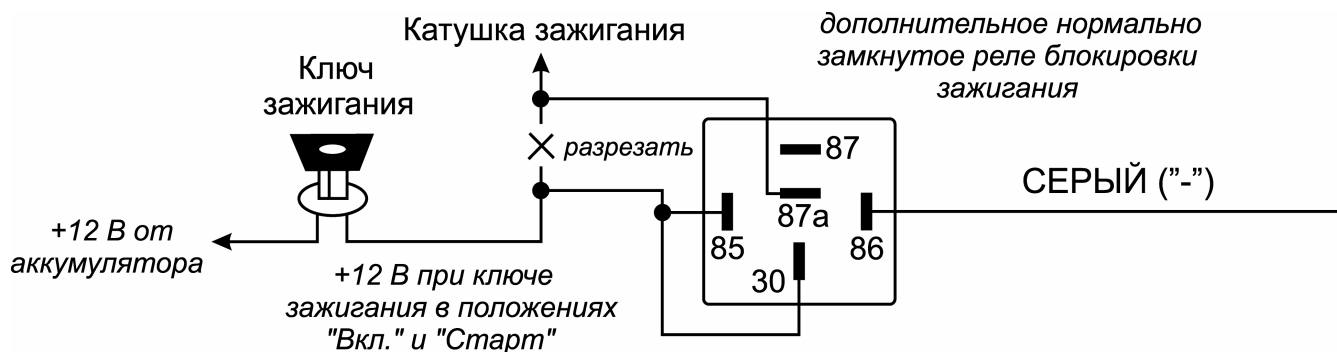 Катушка зажигания
дополнительное нормально
замкнутое реле блокировки
зажигания
Ключ
зажигания
разрезать
87
87а
85
86
30
СЕРЫЙ ("-")
+12 В от
аккумулятора
+12 В при ключе
зажигания в положениях
"Вкл." и "Старт"